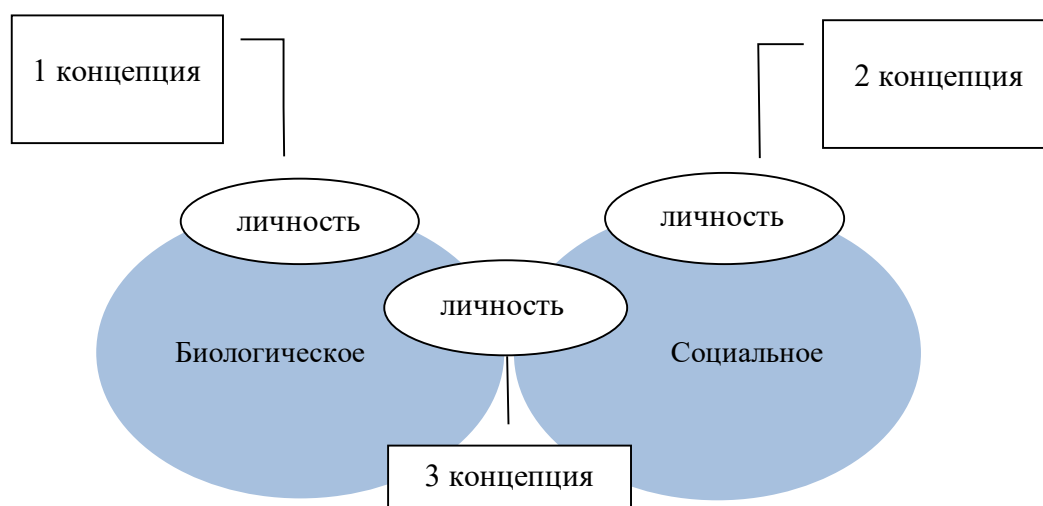 1 концепция
2 концепция
личность
личность
личность
Биологическое
Социальное
3 концепция